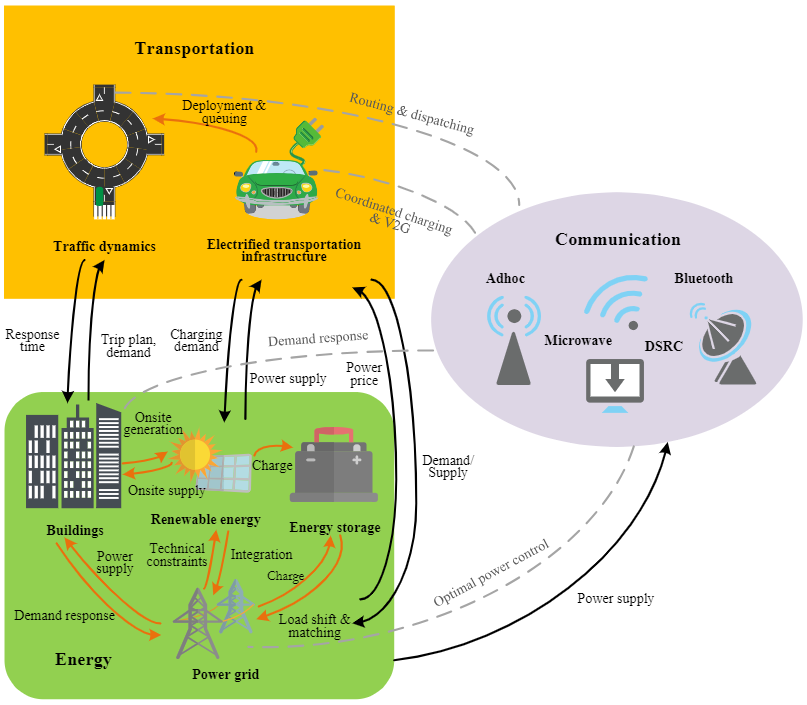 Transportation
Deployment &
queuing
Routing & dispatching
Coordinated charging
& V2G
Traffic dynamics
Electrified transportation
infrastructure
Communication
Adhoc
Bluetooth
Microwave
DSRC
Response
time
Trip plan,
demand
Charging
demand
Power supply
Demand response
Power
price
Demand/
Supply
Onsite
generation
Onsite supply
Charge
Buildings
Renewable energy
Energy storage
Power
supply
Technical
constraints
Integration
Charge
Demand response
Load shift &
matching
Optimal power control
Power supply
Energy
Power grid